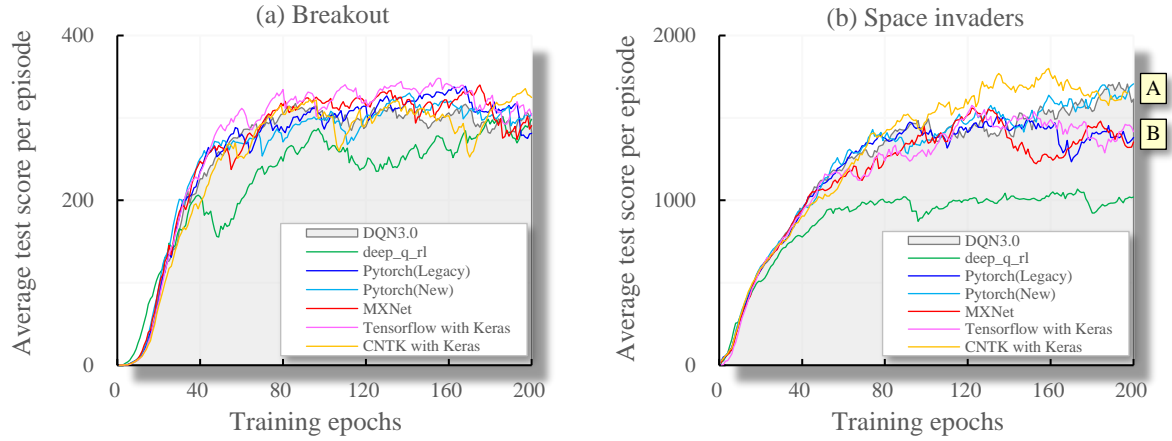 (a) Breakout
Average test score per episode
400
200
0
0
40
80
120
160
200
Training epochs
DQN3.0
deep_q_rl
Pytorch(Legacy)
Pytorch(New)
MXNet
Tensorflow with Keras
CNTK with Keras
(b) Space invaders
Average test score per episode
2000
1000
0
0
40
80
120
160
200
Training epochs
DQN3.0
deep_q_rl
Pytorch(Legacy)
Pytorch(New)
MXNet
Tensorflow with Keras
CNTK with Keras
A
B